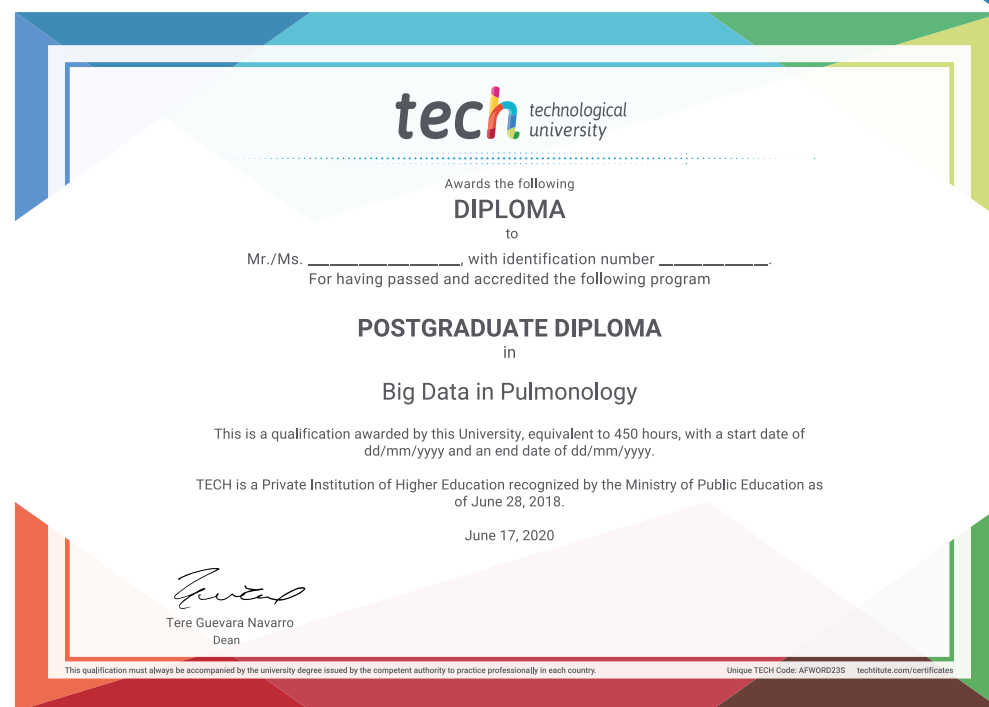 tech technological
university
Awards the following
DIPLOMA
to
Mr./Ms. ____________________, with identification number ______________.
For having passed and accredited the following program
POSTGRADUATE DIPLOMA
in
Big Data in Pulmonology
This is a qualification awarded by this University, equivalent to 450 hours, with a start date of
dd/mm/yyyy and an end date of dd/mm/yyyy.
TECH is a Private Institution of Higher Education recognized by the Ministry of Public Education as
of June 28, 2018.
June 17, 2020
Tere Guevara Navarro
Dean
This qualification must always be accompanied by the university degree issued by the competent authority to practice professionally in each country. Unique TECH Code: AFWORD23S techtitute.com/certificates